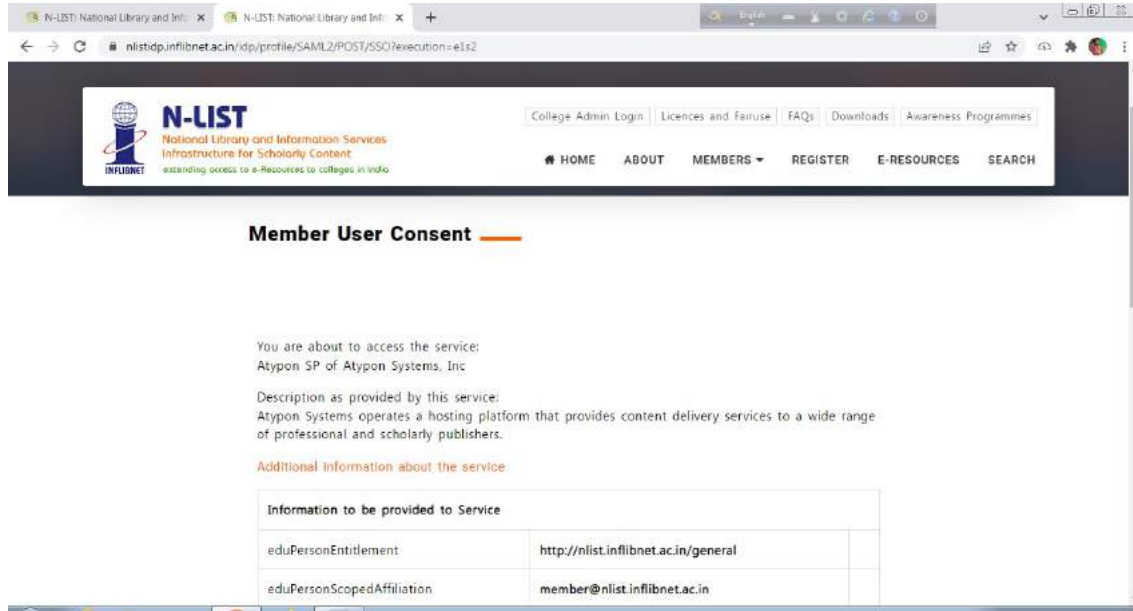 N-LIST: National Library and Info
N-LIST: National Library and Info
English
nlistidp.inflibnet.ac.in/idp/profile/SAML2/POST/SSO?execution=e1s2
N-LIST
National Library and Information Services
Infrastructure for Scholarly Content
extending access to e-Resources to colleges in India
INFLIBNET
College Admin Login
Licences and Fairuse
FAQs
Downloads
Awareness Programmes
HOME
ABOUT
MEMBERS
REGISTER
E-RESOURCES
SEARCH
Member User Consent
You are about to access the service:
Atypon SP of Atypon Systems, Inc
Description as provided by this service:
Atypon Systems operates a hosting platform that provides content delivery services to a wide range
of professional and scholarly publishers.
Additional information about the service
Information to be provided to Service
eduPersonEntitlement http://nlist.inflibnet.ac.in/general
eduPersonScopedAffiliation member@nlist.inflibnet.ac.in